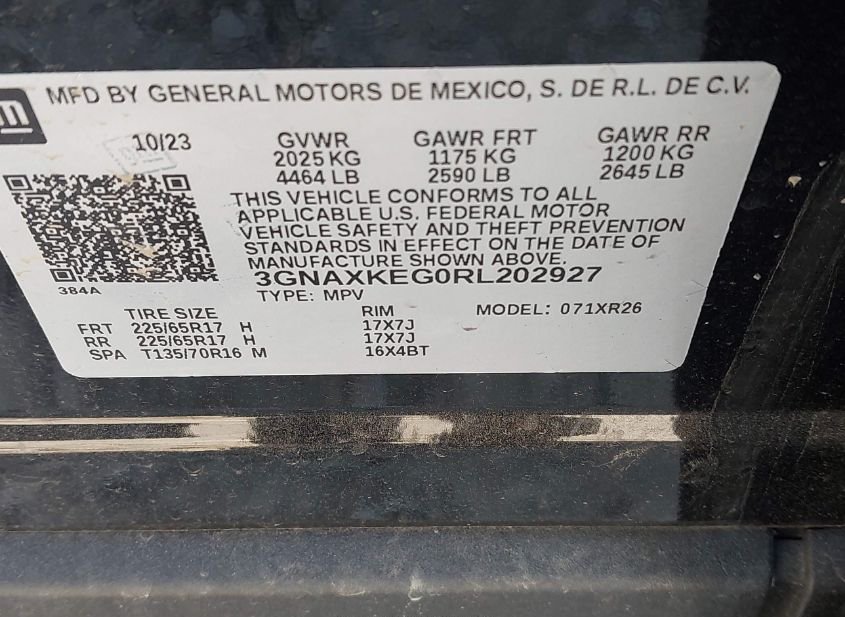 gm
MFD BY GENERAL MOTORS DE MEXICO, S. DE R.L. DE C.V.
10/23 GVWR GAWR FRT GAWR RR
2025 KG 1175 KG 1200 KG
4464 LB 2590 LB 2645 LB
THIS VEHICLE CONFORMS TO ALL
APPLICABLE U.S. FEDERAL MOTOR
VEHICLE SAFETY AND THEFT PREVENTION
STANDARDS IN EFFECT ON THE DATE OF
MANUFACTURE SHOWN ABOVE.
384A 3GNAXKEG0RL202927
TYPE: MPV
TIRE SIZE RIM MODEL: 071XR26
FRT 225/65R17 H 17X7J
RR 225/65R17 H 17X7J
SPA T135/70R16 M 16X4BT